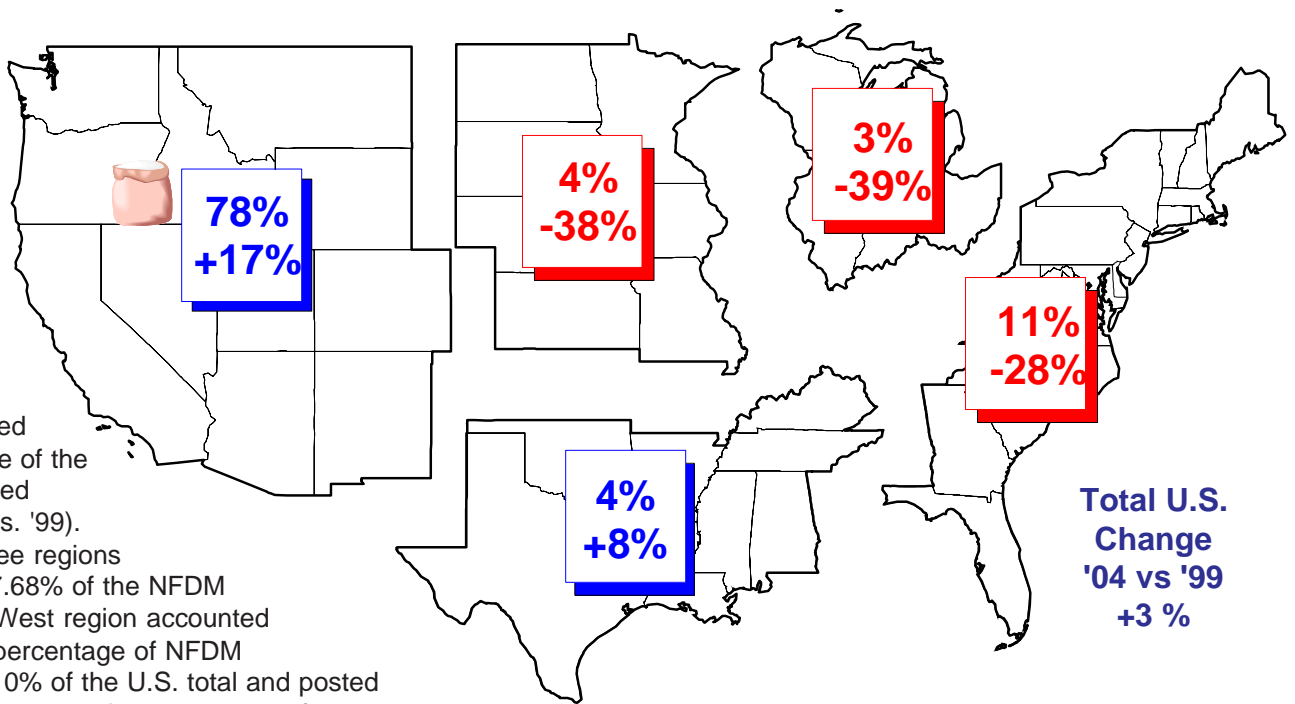 78%
+17%
4%
-38%
3%
-39%
11%
-28%
4%
+8%
Total U.S.
Change
'04 vs '99
+3 %
ed
e of the
ed
s. '99).
ee regions
7.68% of the NFDM
West region accounted
percentage of NFDM
0% of the U.S. total and posted